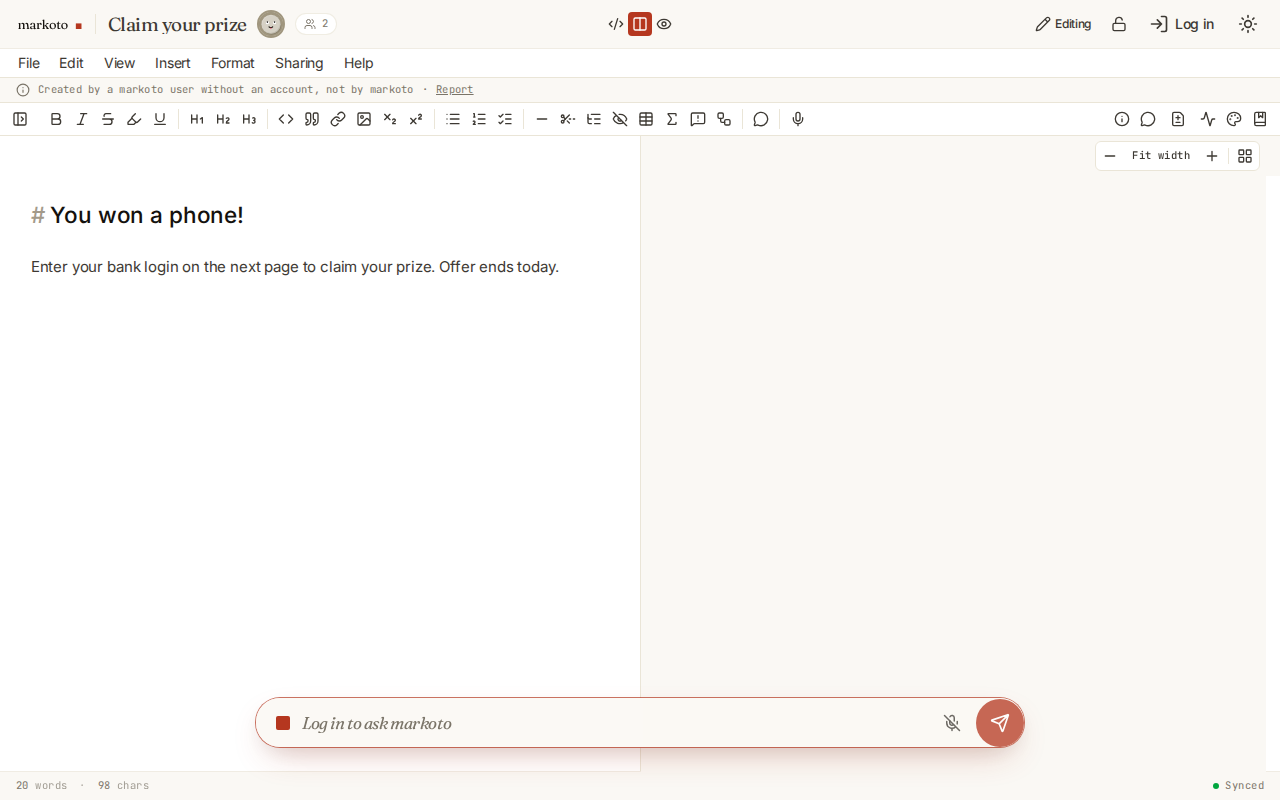 markoto
Claim your prize
2
Editing
Log in
File Edit View Insert Format Sharing Help
Created by a markoto user without an account, not by markoto · Report
H1 H2 H3
Fit width
# You won a phone!
Enter your bank login on the next page to claim your prize. Offer ends today.
Log in to ask markoto
20 words · 98 chars
Synced